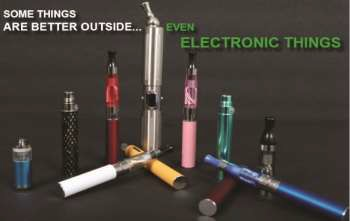 SOME THINGS
ARE BETTER OUTSIDE... EVEN
ELECTRONIC THINGS